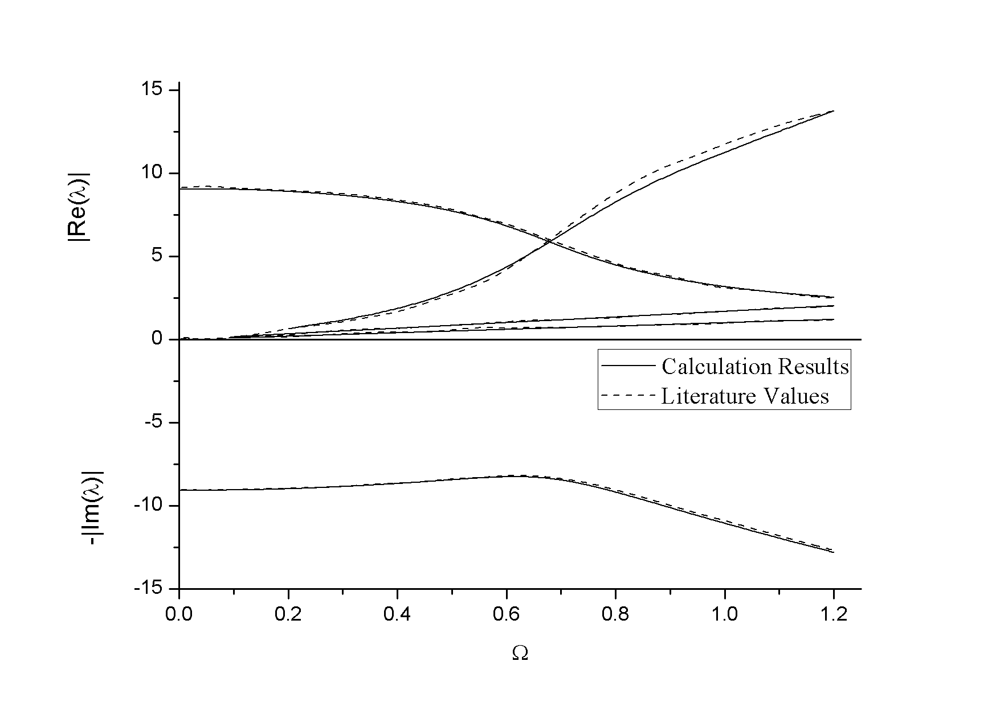 15
10
5
0
-5
-10
-15
|Re(λ)|
-|Im(λ)|
Calculation Results
Literature Values
0.0 0.2 0.4 0.6 0.8 1.0 1.2
Ω